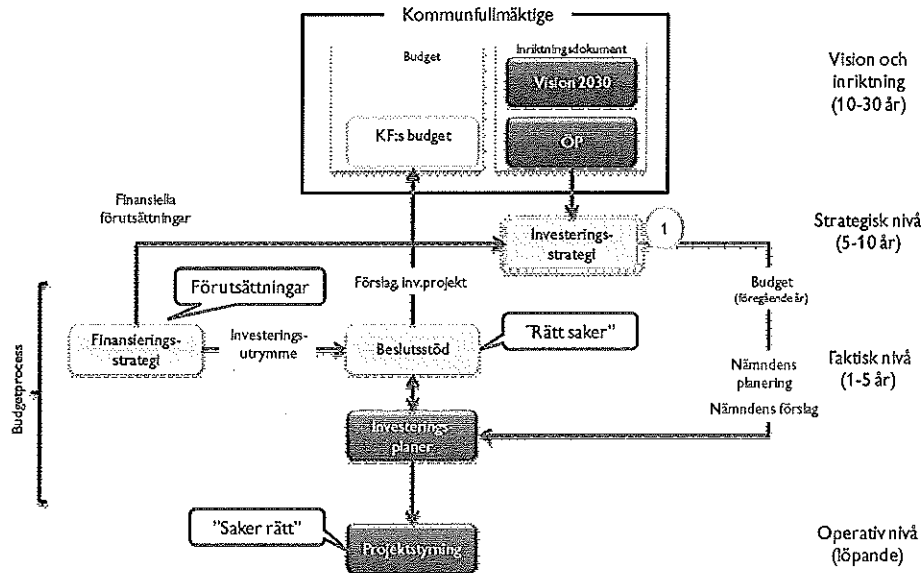 Kommunfullmäktige
Budget
KF:s budget
Inriktningsdokument
Vision 2030
ÖP
Vision och
inriktning
(10-30 år)
Finansiella
förutsättningar
Investerings-
strategi
1
Strategisk nivå
(5-10 år)
Förutsättningar
Förslag, inv.projekt
Budget
(föregående år)
Finansierings-
strategi
Investerings-
utrymme
Beslutsstöd
"Rätt saker"
Nämndens
planering
Nämndens förslag
Taktisk nivå
(1-5 år)
Budgetprocess
Investerings
planer
"Saker rätt"
Projektstyrning
Operativ nivå
(löpande)